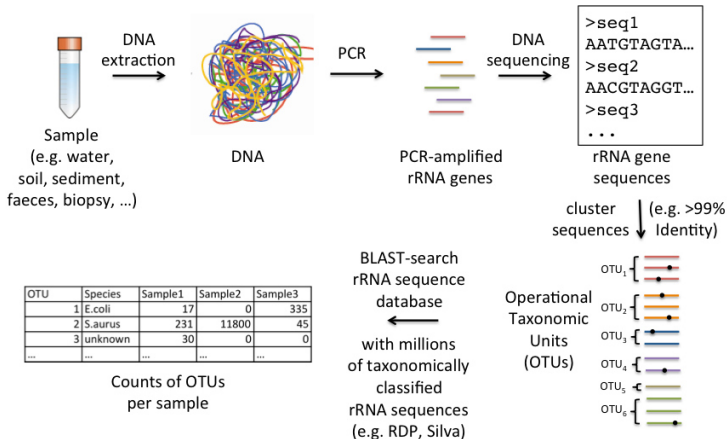 DNA
extraction
PCR
DNA
sequencing
>seq1
AATGTAGTA...
>seq2
AACGTAGGT...
>seq3
...
Sample
(e.g. water,
soil, sediment,
faeces, biopsy, ...)
DNA
PCR-amplified
rRNA genes
rRNA gene
sequences
cluster
sequences
(e.g. >99%
Identity)
OTU1
OTU2
OTU3
OTU4
OTU5
OTU6
Operational
Taxonomic
Units
(OTUs)
BLAST-search
rRNA sequence
database
with millions
of taxonomically
classified
rRNA sequences
(e.g. RDP, Silva)
OTU Species Sample1 Sample2 Sample3
1 E.coli 17 0 335
2 S.aurus 231 11800 45
3 unknown 30 0 0
... ... ... ... ...
Counts of OTUs
per sample